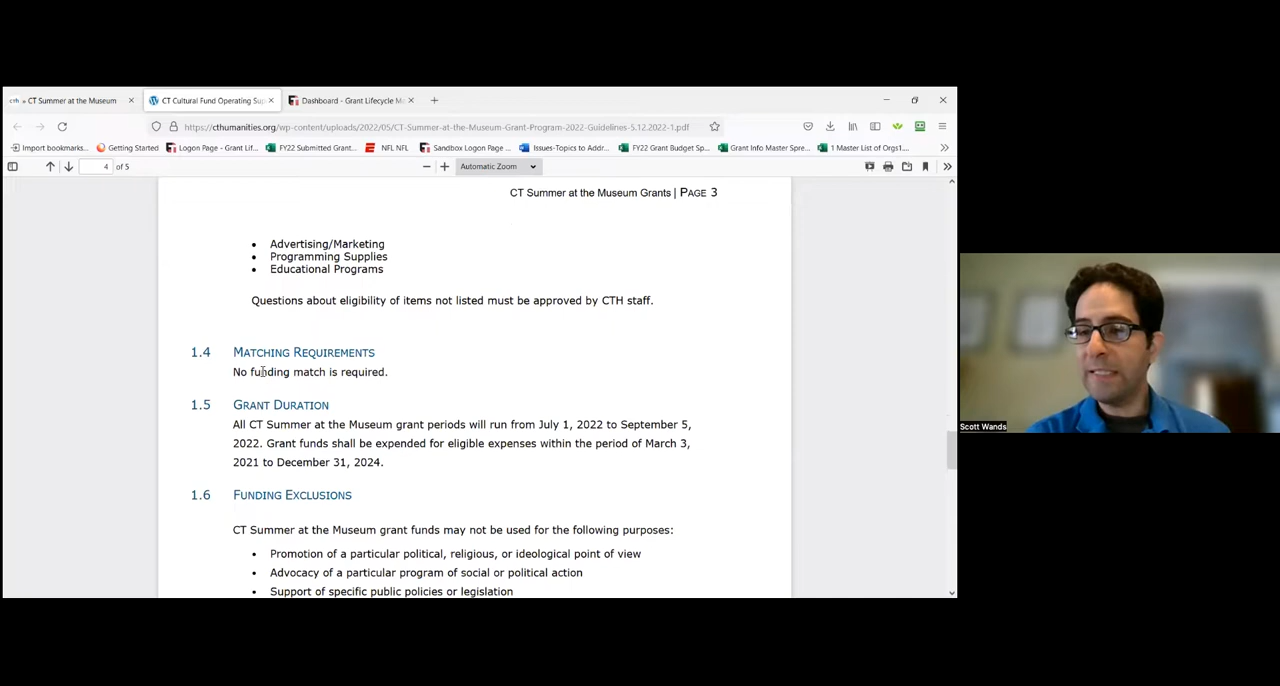 CT Summer at the Museum
CT Cultural Fund Operating Sup
Dashboard - Grant Lifecycle M
https://cthumanities.org/wp-content/uploads/2022/05/CT-Summer-at-the-Museum-Grant-Program-2022-Guidelines-5.12.2022-1.pdf
Import bookmarks... Getting Started Logon Page - Grant Lif... FY22 Submitted Grant... NFL NFL Sandbox Logon Page ... Issues-Topics to Addr... FY22 Grant Budget Sp... Grant Info Master Spre... 1 Master List of Orgs1...
4 of 5 Automatic Zoom
CT Summer at the Museum Grants | PAGE 3
• Advertising/Marketing
• Programming Supplies
• Educational Programs
Questions about eligibility of items not listed must be approved by CTH staff.
1.4 MATCHING REQUIREMENTS
No funding match is required.
1.5 GRANT DURATION
All CT Summer at the Museum grant periods will run from July 1, 2022 to September 5,
2022. Grant funds shall be expended for eligible expenses within the period of March 3,
2021 to December 31, 2024.
1.6 FUNDING EXCLUSIONS
CT Summer at the Museum grant funds may not be used for the following purposes:
• Promotion of a particular political, religious, or ideological point of view
• Advocacy of a particular program of social or political action
• Support of specific public policies or legislation
Scott Wands